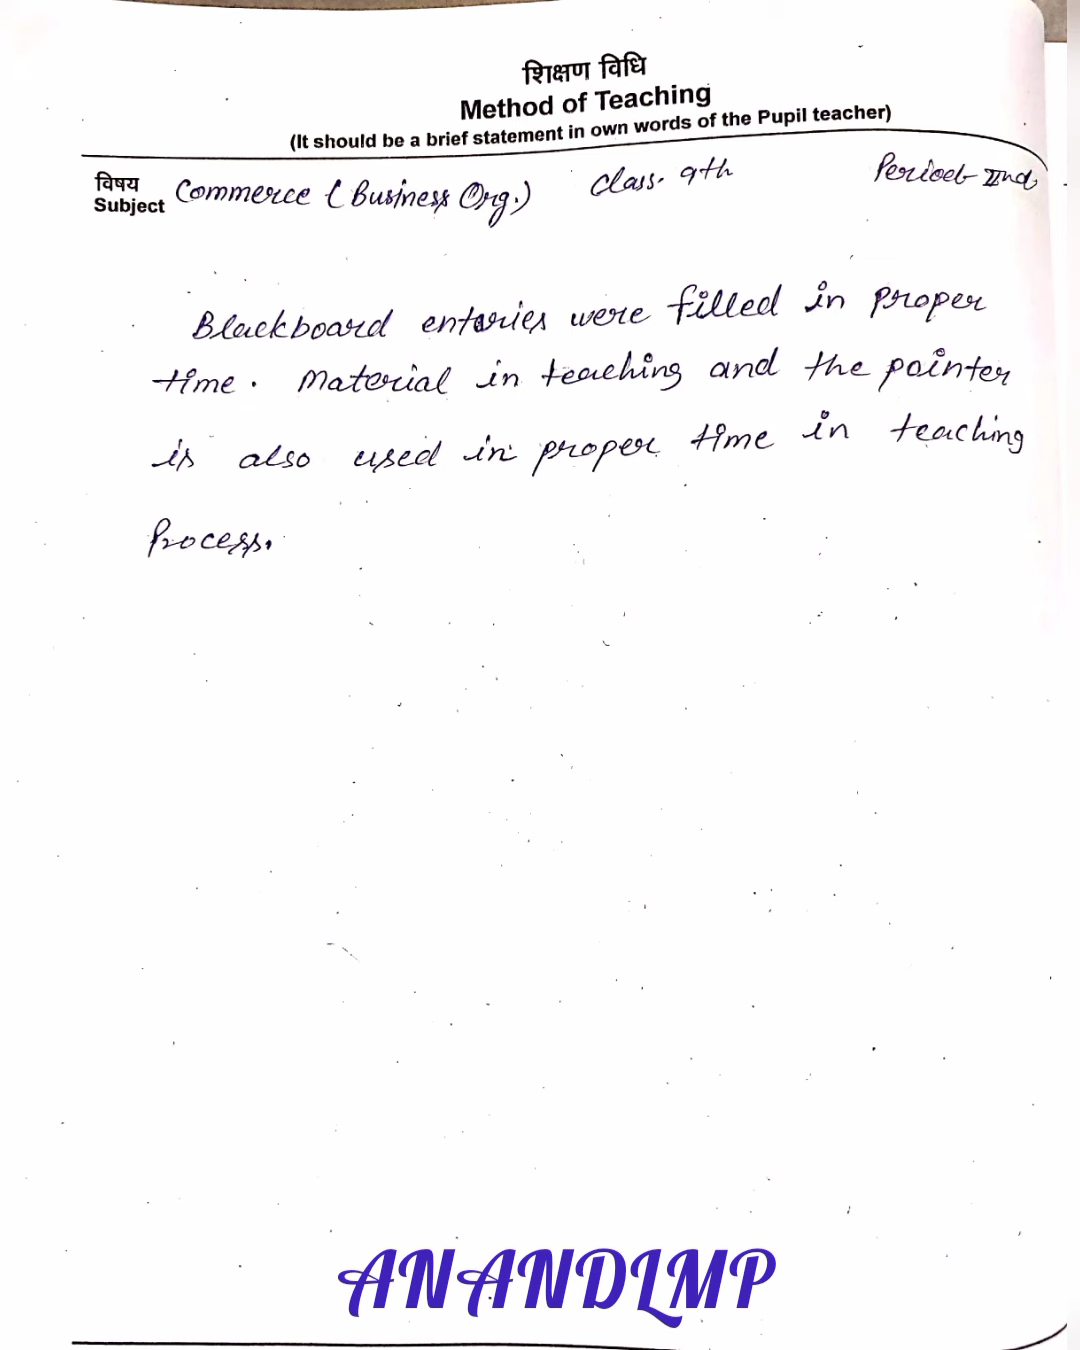 शिक्षण विधि
Method of Teaching
(It should be a brief statement in own words of the Pupil teacher)
विषय
Subject Commerce (Business Org.) Class. 9th Period- IInd
Blackboard enteries were filled in proper
time. Material in teaching and the pointer
is also used in proper time in teaching
Process.
ANANDLMP